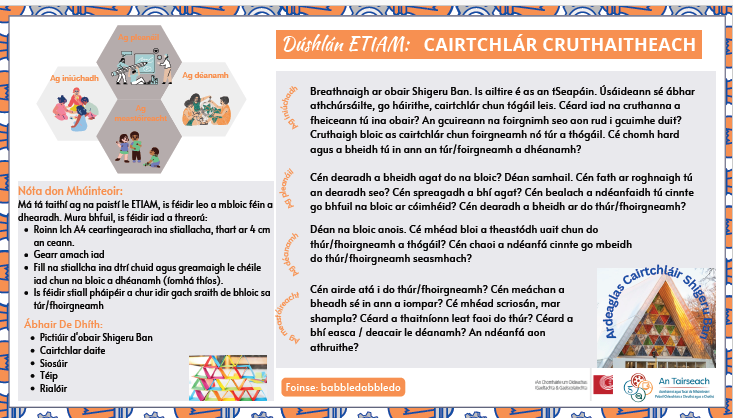 Dúshlán ETIAM: CAIRTCHLÁR CRUTHAITHEACH
Ag iniúchadh
Ag déanamh
Nóta don Mhúinteoir:
Má tá taithí ag na paistí le ETIAM, is féidir leo a mbloic féin a
dhearadh. Mura bhfuil, is féidir iad a threorú:
Roinn lch A4 ceartingearach ina stiallacha, thart ar 4 cm
an ceann.
Gearr amach iad
Fill na stiallcha ina dtrí chuid agus greamaigh le chéile
iad chun na bloic a dhéanamh (íomhá thíos).
Is féidir stiall pháipéir a chur idir gach sraith de bhloic sa
túr/fhoirgneamh
Ábhair De Dhíth:
Pictiúir d'obair Shigeru Ban
Cairtchlar daite
Siosúir
Téip
Rialóir
Ag iniúchadh
Breathnaigh ar obair Shigeru Ban. Is ailtire é as an tSeapáin. Úsáideann sé ábhar
athchúrsáilte, go háirithe, cairtchlár chun tógáil leis. Céard iad na cruthanna a
fheiceann tú ina obair? An gcuireann na foirgnimh seo aon rud i gcuimhe duit?
Cruthaigh bloic as cairtchlár chun foirgneamh nó túr a thógáil. Cé chomh hard
agus a bheidh tú in ann an túr/foirgneamh a dhéanamh?
Ag pleanáil
Cén dearadh a bheidh agat do na bloic? Déan samhail. Cén fath ar roghnaigh tú
an dearadh seo? Cén spreagadh a bhí agat? Cén bealach a ndéanfaidh tú cinnte
go bhfuil na bloic ar cóimhéid? Cén dearadh a bheidh ar do thúr/fhoirgneamh?
Ag déanamh
Déan na bloic anois. Cé mhéad bloi a theastódh uait chun do
thúr/fhoirgneamh a thógáil? Cén chaoi a ndéanfá cinnte go mbeidh
do thúr/fhoirgneamh seasmhach?
Ag meastóireacht
Cén airde atá i do thúr/fhoirgneamh? Cén meáchan a
bheadh sé in ann a iompar? Cé mhéad scriosán, mar
shampla? Céard a thaitníonn leat faoi do thúr? Céard a
bhí easca / deacair le déanamh? An ndéanfá aon
athruithe?
Ardeaglas Cairtchláir Shigeru Ban
Foinse: babbledabbledo
An Chomhairle um Oideachas
Gaeltachta & Gaelscolaíochta
An Tairseach